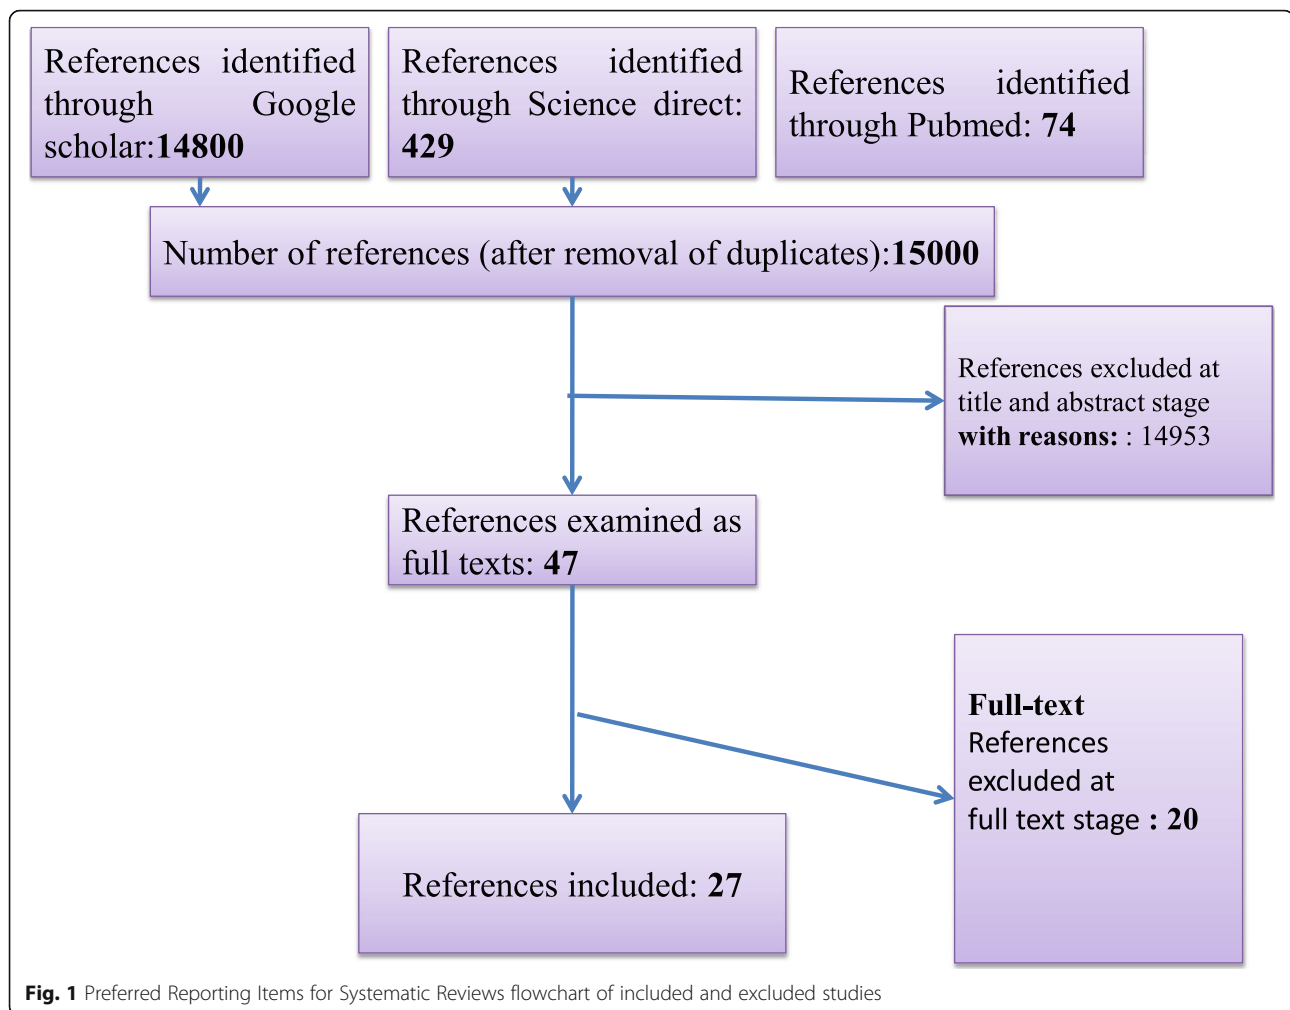 References identified
through Google
scholar:14800
References identified
through Science direct:
429
References identified
through Pubmed: 74
Number of references (after removal of duplicates):15000
References excluded at
title and abstract stage
with reasons: : 14953
References examined as
full texts: 47
Full-text
References
excluded at
full text stage : 20
References included: 27
Fig. 1 Preferred Reporting Items for Systematic Reviews flowchart of included and excluded studies